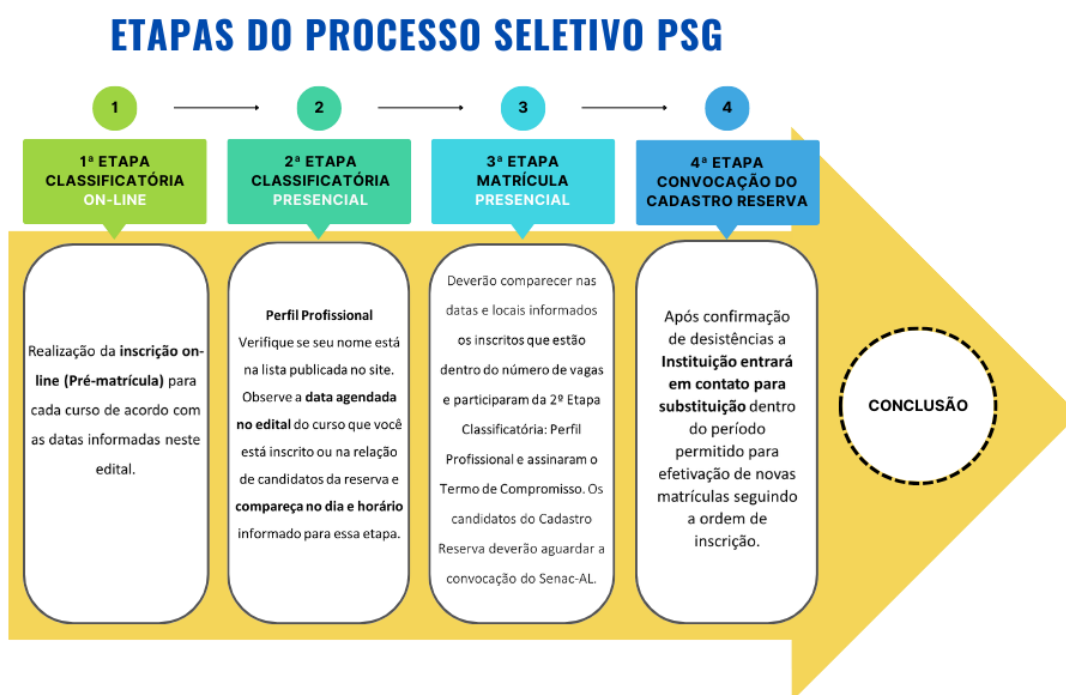 ETAPAS DO PROCESSO SELETIVO PSG
1
2
3
4
1ª ETAPA
CLASSIFICATÓRIA
ON-LINE
2ª ETAPA
CLASSIFICATÓRIA
PRESENCIAL
3ª ETAPA
MATRÍCULA
PRESENCIAL
4ª ETAPA
CONVOCAÇÃO DO
CADASTRO RESERVA
Realização da inscrição on-
line (Pré-matrícula) para
cada curso de acordo com
as datas informadas neste
edital.
Perfil Profissional
Verifique se seu nome está
na lista publicada no site.
Observe a data agendada
no edital do curso que você
está inscrito ou na relação
de candidatos da reserva e
compareça no dia e horário
informado para essa etapa.
Deverão comparecer nas
datas e locais informados
os inscritos que estão
dentro do número de vagas
e participaram da 2º Etapa
Classificatória: Perfil
Profissional e assinaram o
Termo de Compromisso. Os
candidatos do Cadastro
Reserva deverão aguardar a
convocação do Senac-AL.
Após confirmação
de desistências a
Instituição entrará
em contato para
substituição dentro
do período
permitido para
efetivação de novas
matrículas seguindo
a ordem de
inscrição.
CONCLUSÃO